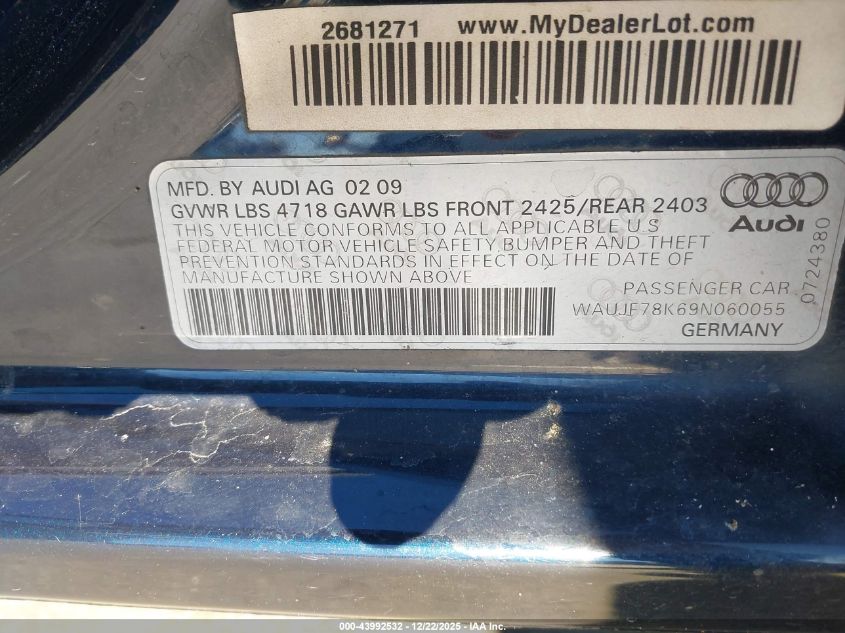 2681271 www.MyDealerLot.com
MFD. BY AUDI AG 02 09
GVWR LBS 4718 GAWR LBS FRONT 2425/REAR 2403
THIS VEHICLE CONFORMS TO ALL APPLICABLE U.S
FEDERAL MOTOR VEHICLE SAFETY, BUMPER AND THEFT
PREVENTION STANDARDS IN EFFECT ON THE DATE OF
MANUFACTURE SHOWN ABOVE
Audi
PASSENGER CAR
WAUJF78K69N060055
GERMANY
0724380
000-43992532 - 12/22/2025 - IAA Inc.